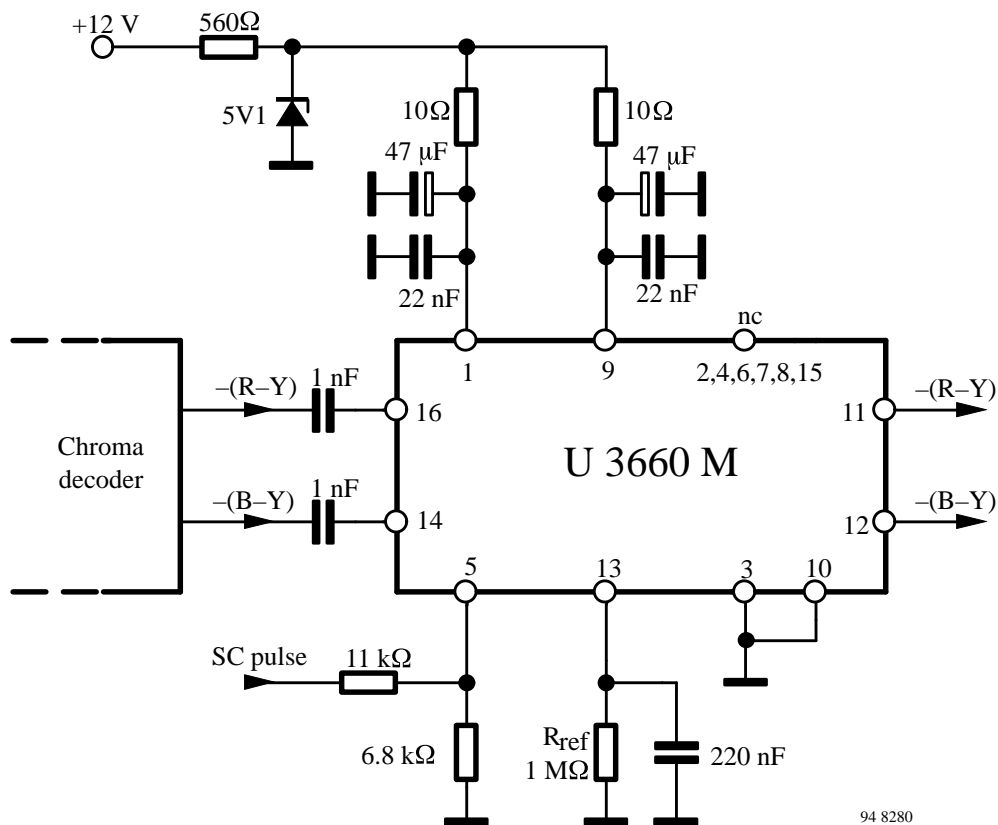 +12 V
560Ω
5V1
10Ω
10Ω
47 µF
47 µF
22 nF
22 nF
nc
1
9
2,4,6,7,8,15
–(R–Y)
1 nF
16
11
–(R–Y)
Chroma
decoder
U 3660 M
–(B–Y)
1 nF
14
12
–(B–Y)
5
13
3
10
SC pulse
11 kΩ
6.8 kΩ
Rref
1 MΩ
220 nF
94 8280